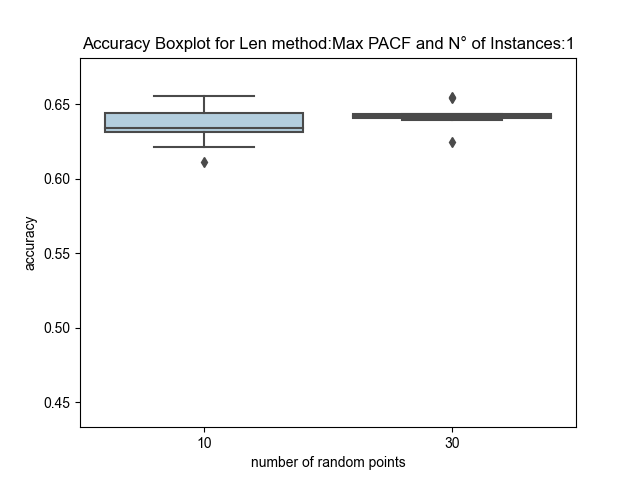 Accuracy Boxplot for Len method:Max PACF and N° of Instances:1
0.65
0.60
0.55
0.50
0.45
accuracy
10
30
number of random points